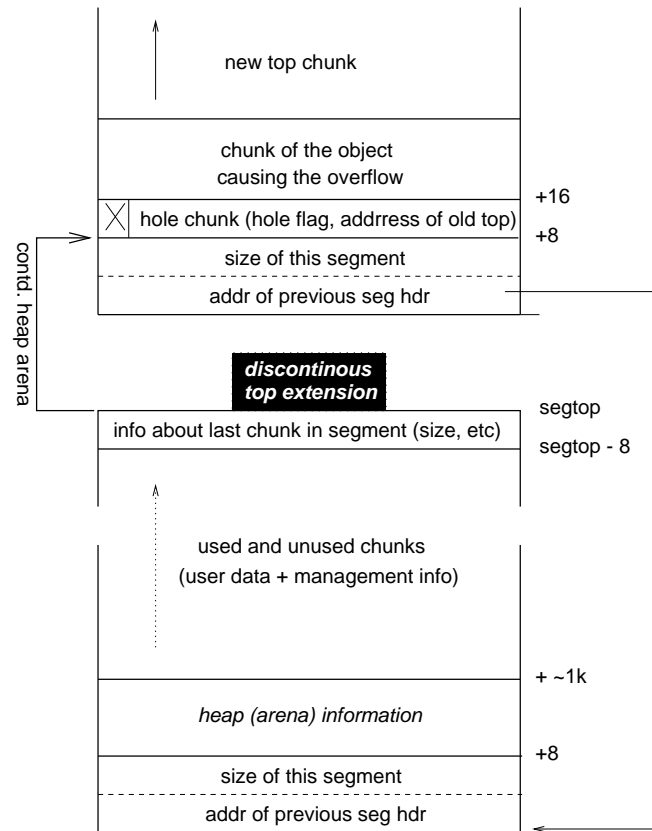 new top chunk
chunk of the object
causing the overflow
+16
hole chunk (hole flag, addrress of old top)
+8
size of this segment
addr of previous seg hdr
contd. heap arena
discontinous
top extension
segtop
info about last chunk in segment (size, etc)
segtop - 8
used and unused chunks
(user data + management info)
+ ~1k
heap (arena) information
+8
size of this segment
addr of previous seg hdr